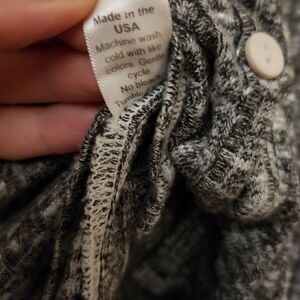 Made in the
USA
Machine wash
cold with like
colors. Gentle
cycle.
No bleach
Tumble